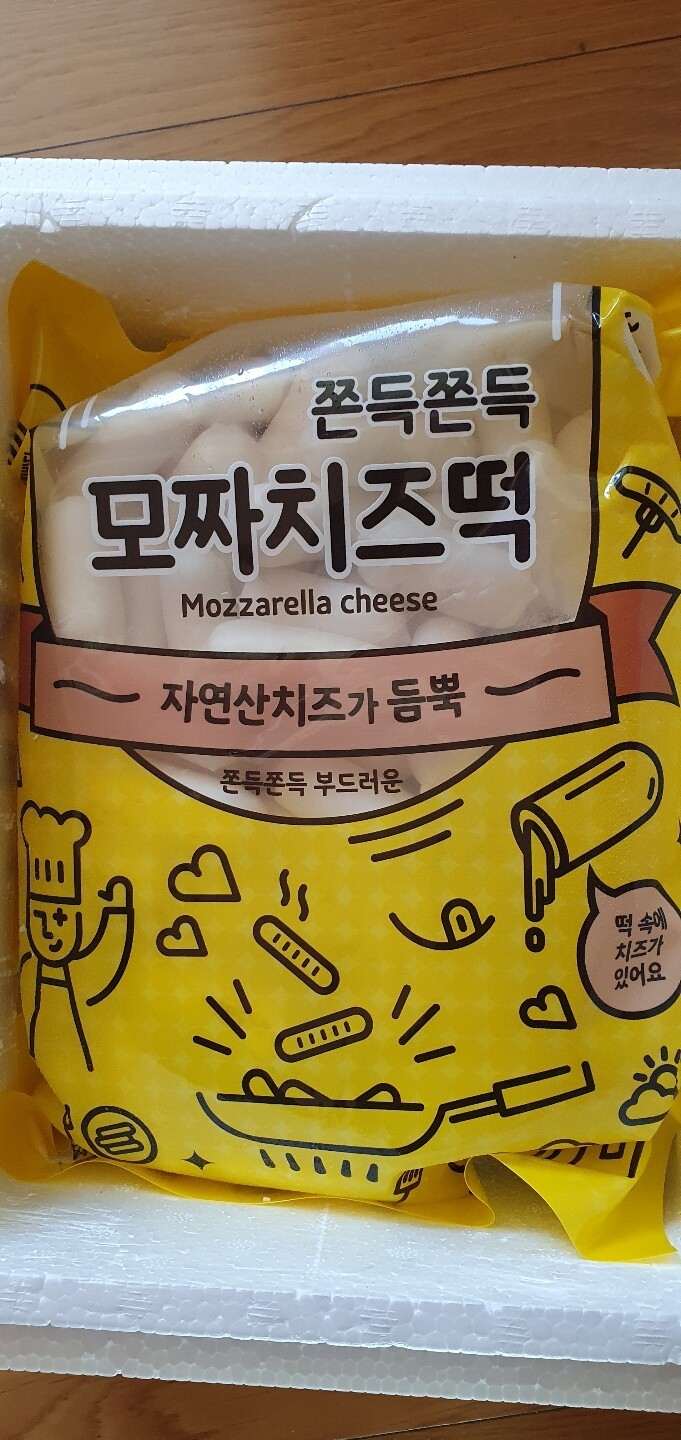 쫀득쫀득
모짜치즈떡
Mozzarella cheese
자연산치즈가 듬뿍
쫀득쫀득 부드러운
떡 속에
치즈가
있어요